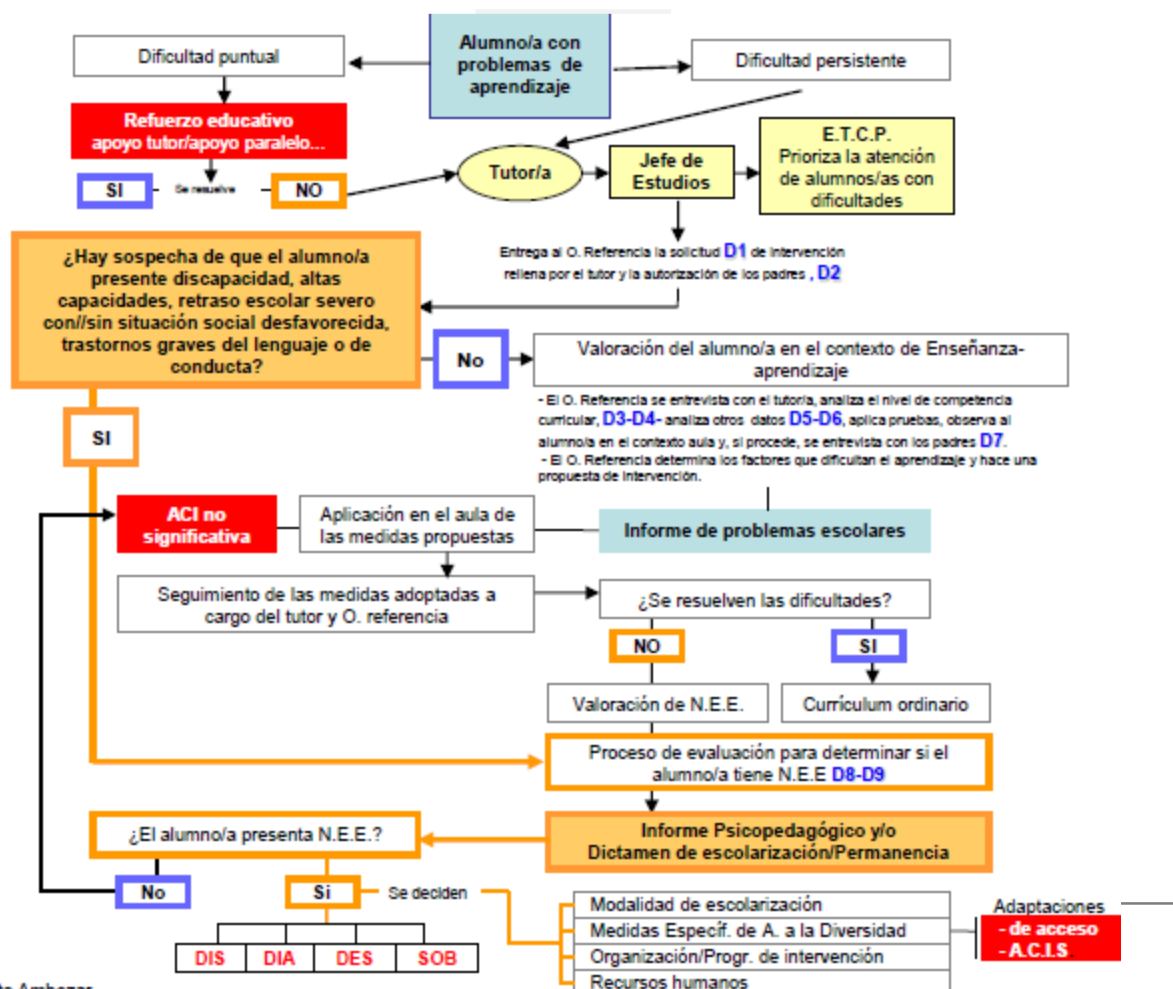 Alumno/a con
problemas de
aprendizaje
Dificultad puntual
Dificultad persistente
Refuerzo educativo
apoyo tutor/apoyo paralelo...
SI
Se resuelve
NO
Tutor/a
Jefe de
Estudios
E.T.C.P.
Prioriza la atención
de alumnos/as con
dificultades
Entrega al O. Referencia la solicitud D1 de intervención
rellena por el tutor y la autorización de los padres , D2
¿Hay sospecha de que el alumno/a
presente discapacidad, altas
capacidades, retraso escolar severo
con//sin situación social desfavorecida,
trastornos graves del lenguaje o de
conducta?
No
Valoración del alumno/a en el contexto de Enseñanza-
aprendizaje
- El O. Referencia se entrevista con el tutor/a, analiza el nivel de competencia
curricular, D3-D4- analiza otros datos D5-D6, aplica pruebas, observa al
alumno/a en el contexto aula y, si procede, se entrevista con los padres D7.
- El O. Referencia determina los factores que dificultan el aprendizaje y hace una
propuesta de intervención.
SI
ACI no
significativa
Aplicación en el aula de
las medidas propuestas
Informe de problemas escolares
Seguimiento de las medidas adoptadas a
cargo del tutor y O. referencia
¿Se resuelven las dificultades?
NO
SI
Valoración de N.E.E.
Currículum ordinario
Proceso de evaluación para determinar si el
alumno/a tiene N.E.E D8-D9
¿El alumno/a presenta N.E.E.?
Informe Psicopedagógico y/o
Dictamen de escolarización/Permanencia
No
Si
Se deciden
DIS
DIA
DES
SOB
Modalidad de escolarización
Medidas Específ. de A. a la Diversidad
Organización/Progr. de intervención
Recursos humanos
Adaptaciones
- de acceso
- A.C.I.S.